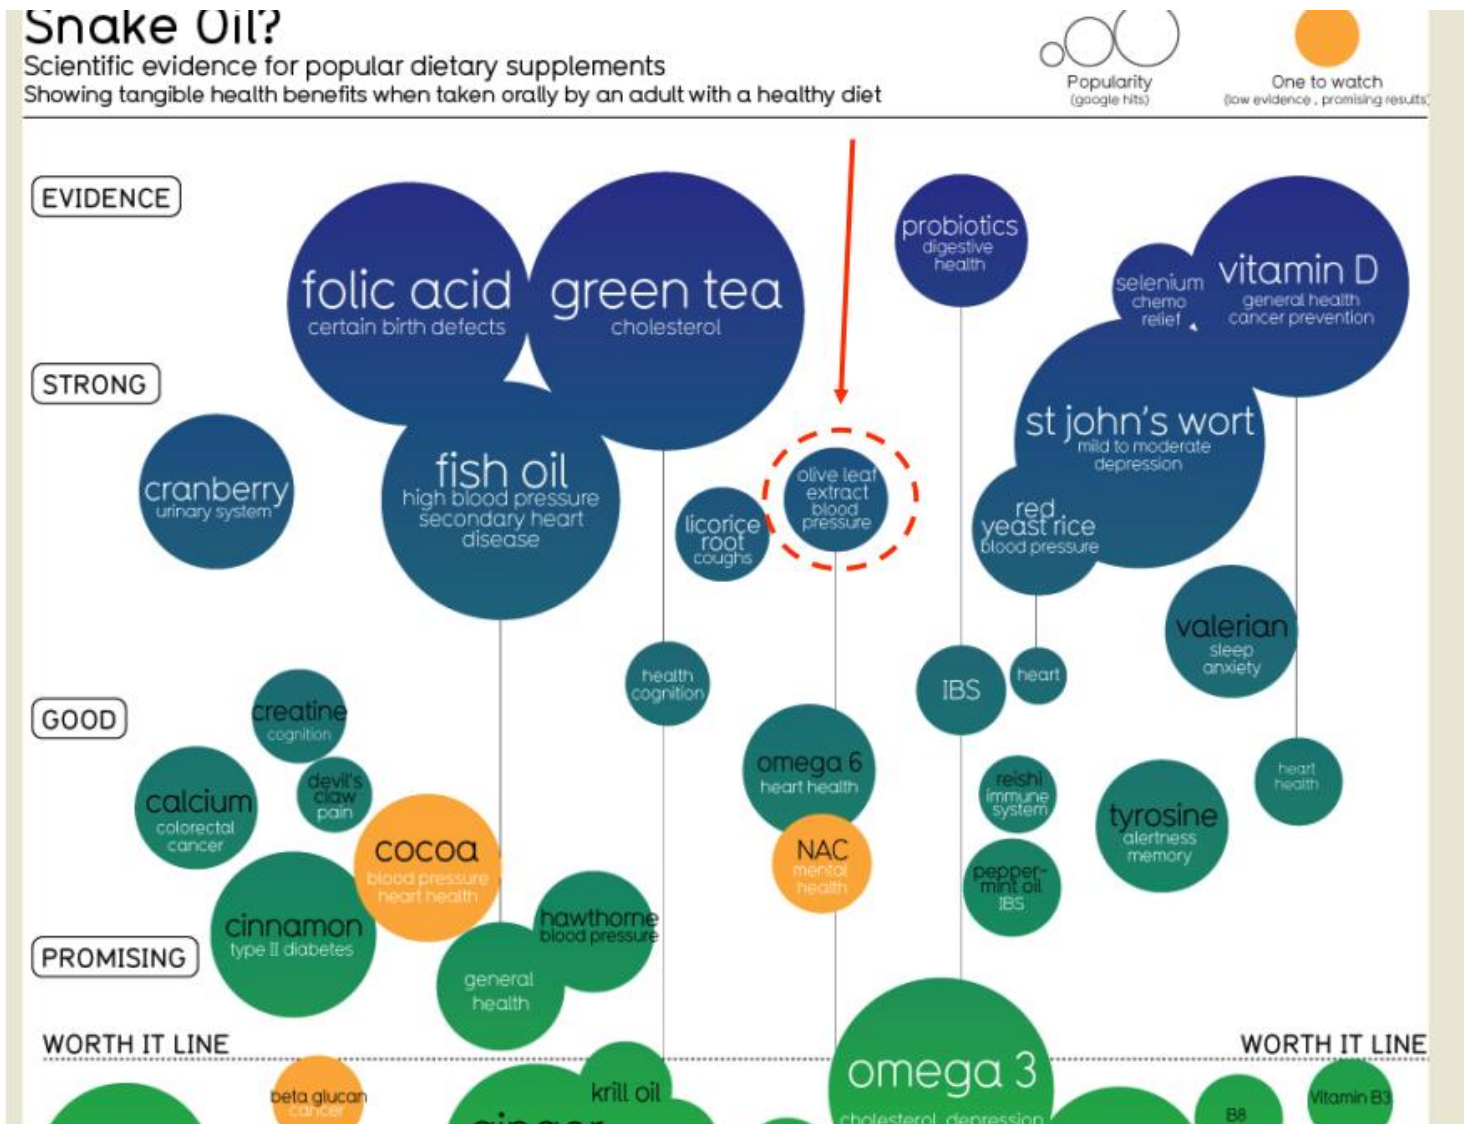 Snake Oil?
Scientific evidence for popular dietary supplements
Showing tangible health benefits when taken orally by an adult with a healthy diet
Popularity
(google hits)
One to watch
(low evidence , promising results)
EVIDENCE
folic acid
certain birth defects
green tea
cholesterol
probiotics
digestive
health
selenium
chemo
relief
vitamin D
general health
cancer prevention
STRONG
cranberry
urinary system
fish oil
high blood pressure
secondary heart
disease
licorice
root
coughs
olive leaf
extract
blood
pressure
st john's wort
mild to moderate
depression
red
yeast rice
blood pressure
valerian
sleep
anxiety
health
cognition
IBS
heart
GOOD
creatine
cognition
calcium
colorectal
cancer
devil's
claw
pain
omega 6
heart health
reishi
immune
system
tyrosine
alertness
memory
heart
health
cocoa
blood pressure
heart health
NAC
mental
health
pepper-
mint oil
IBS
cinnamon
type II diabetes
hawthorne
blood pressure
PROMISING
general
health
WORTH IT LINE
WORTH IT LINE
beta glucan
cancer
krill oil
ginger
omega 3
cholesterol, depression
B8
Vitamin B3